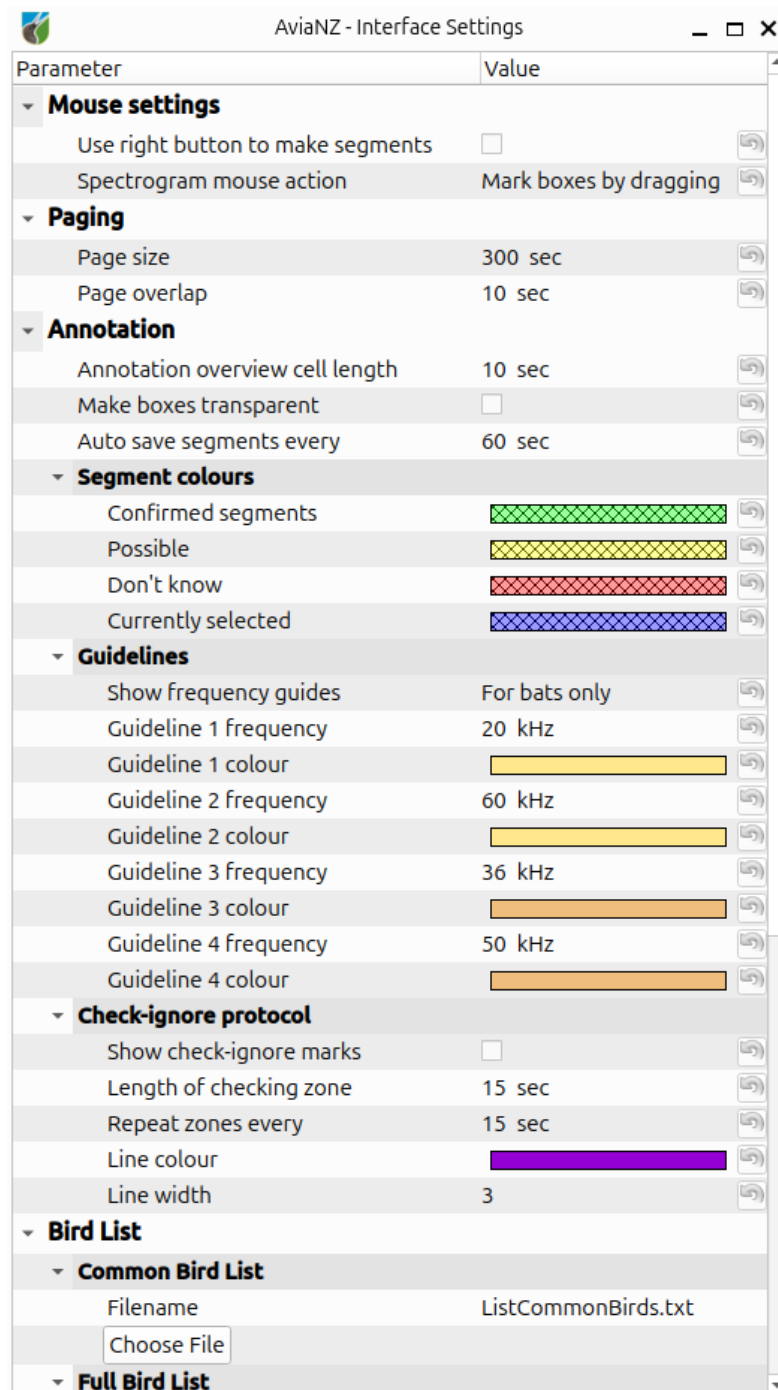 AviaNZ - Interface Settings
Parameter Value
Mouse settings
Use right button to make segments
Spectrogram mouse action Mark boxes by dragging
Paging
Page size 300 sec
Page overlap 10 sec
Annotation
Annotation overview cell length 10 sec
Make boxes transparent
Auto save segments every 60 sec
Segment colours
Confirmed segments
Possible
Don't know
Currently selected
Guidelines
Show frequency guides For bats only
Guideline 1 frequency 20 kHz
Guideline 1 colour
Guideline 2 frequency 60 kHz
Guideline 2 colour
Guideline 3 frequency 36 kHz
Guideline 3 colour
Guideline 4 frequency 50 kHz
Guideline 4 colour
Check-ignore protocol
Show check-ignore marks
Length of checking zone 15 sec
Repeat zones every 15 sec
Line colour
Line width 3
Bird List
Common Bird List
Filename ListCommonBirds.txt
Choose File
Full Bird List